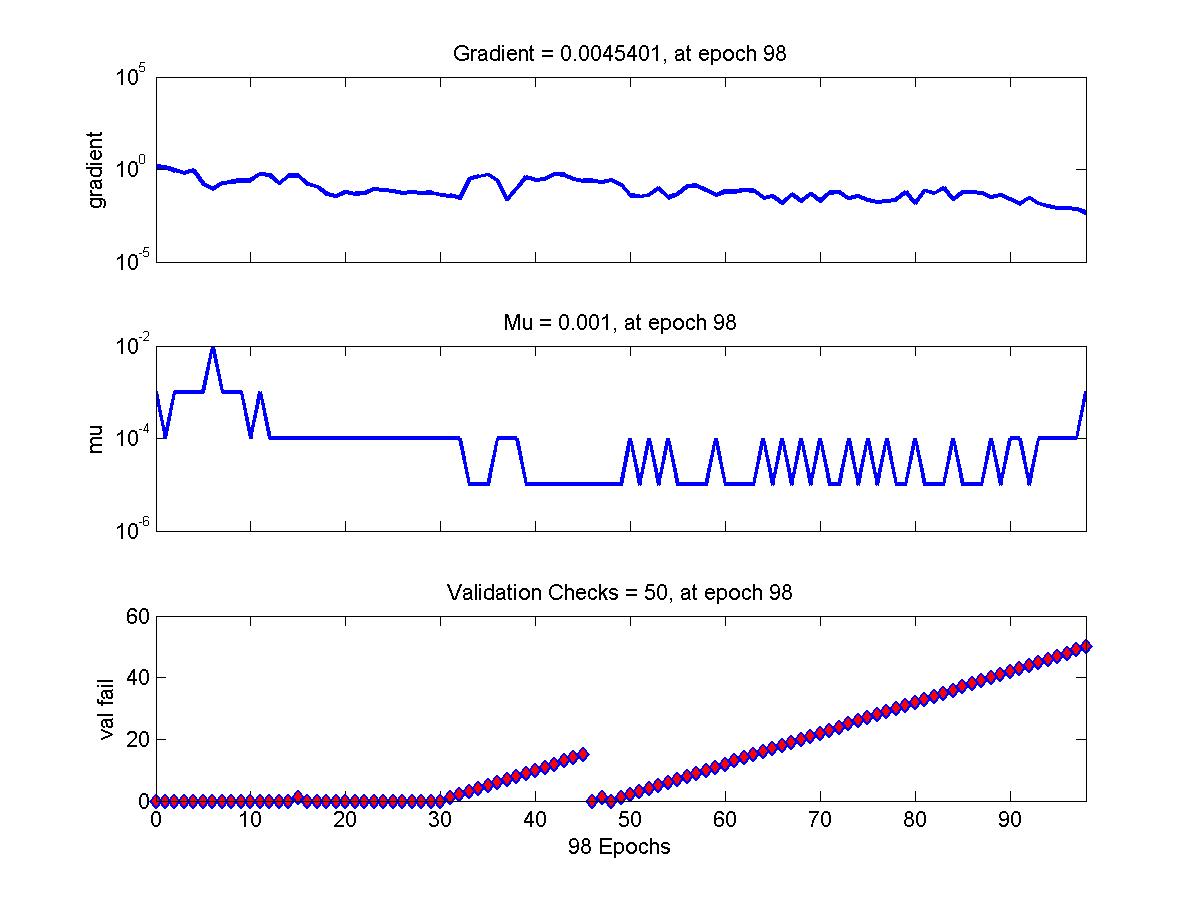 Gradient = 0.0045401, at epoch 98
10^5
10^0
10^-5
gradient
Mu = 0.001, at epoch 98
10^-2
10^-4
10^-6
mu
Validation Checks = 50, at epoch 98
60
40
20
0
val fail
0 10 20 30 40 50 60 70 80 90
98 Epochs